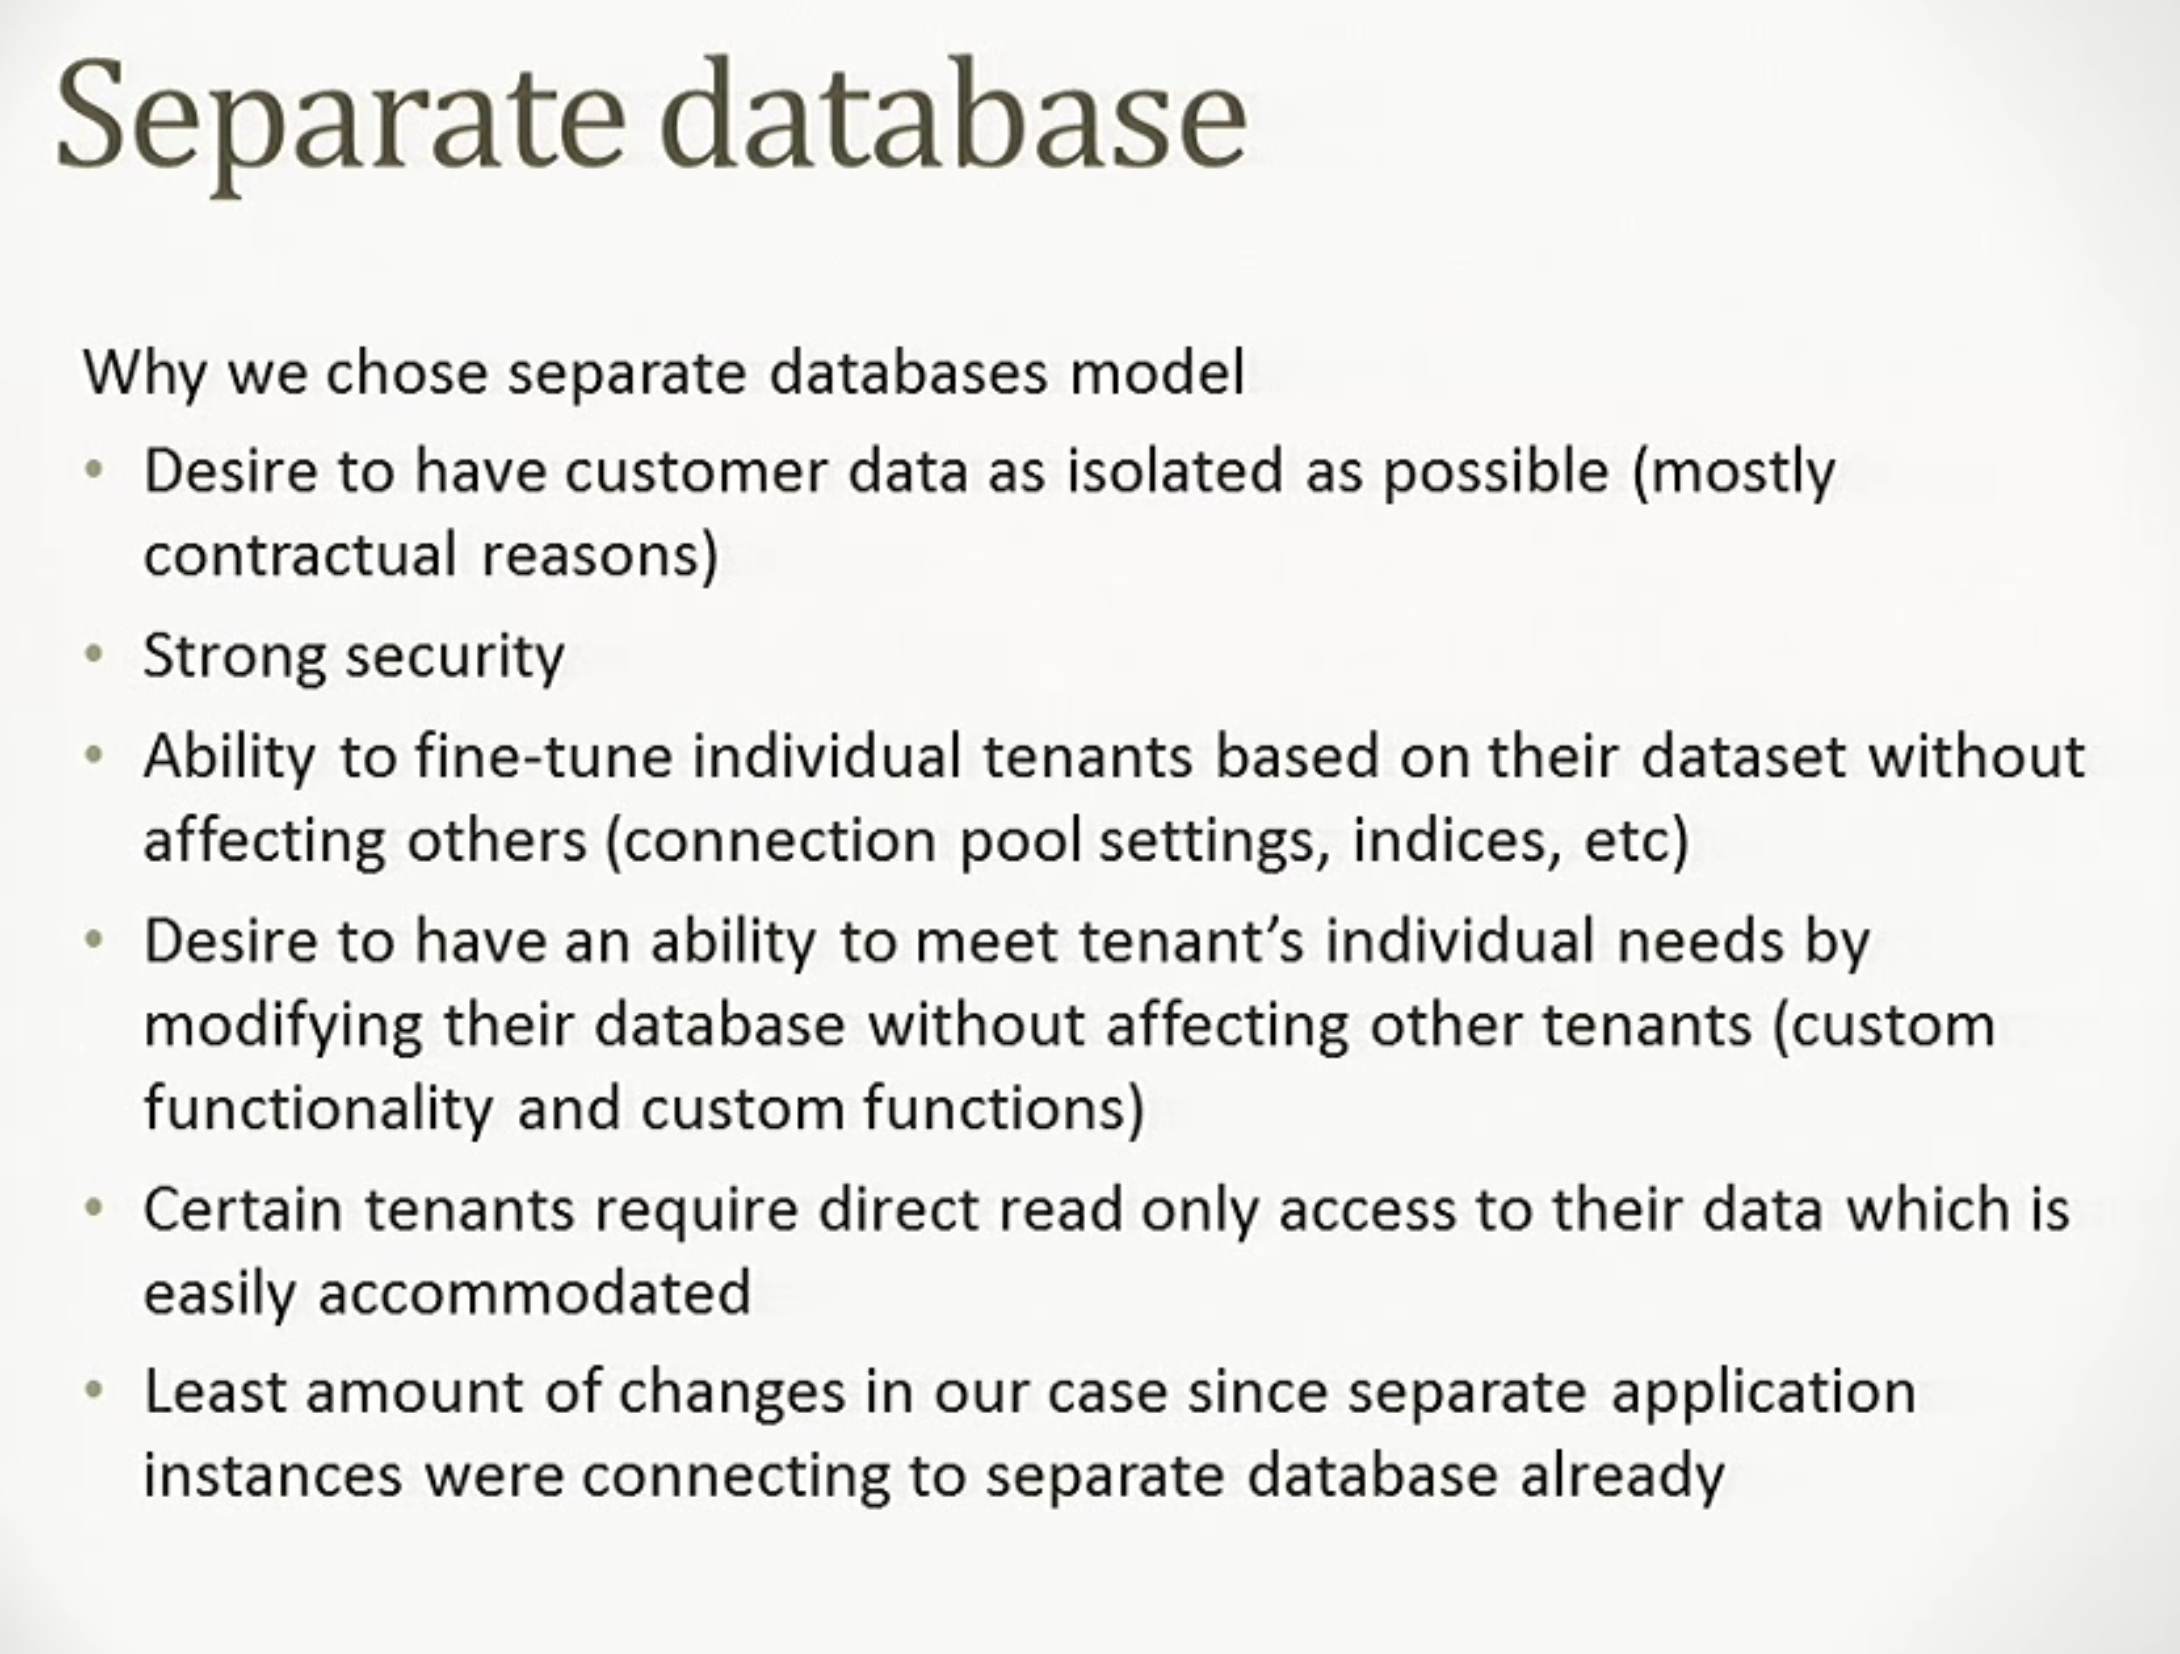 Separate database
Why we chose separate databases model
• Desire to have customer data as isolated as possible (mostly
contractual reasons)
• Strong security
• Ability to fine-tune individual tenants based on their dataset without
affecting others (connection pool settings, indices, etc)
• Desire to have an ability to meet tenant’s individual needs by
modifying their database without affecting other tenants (custom
functionality and custom functions)
• Certain tenants require direct read only access to their data which is
easily accommodated
• Least amount of changes in our case since separate application
instances were connecting to separate database already